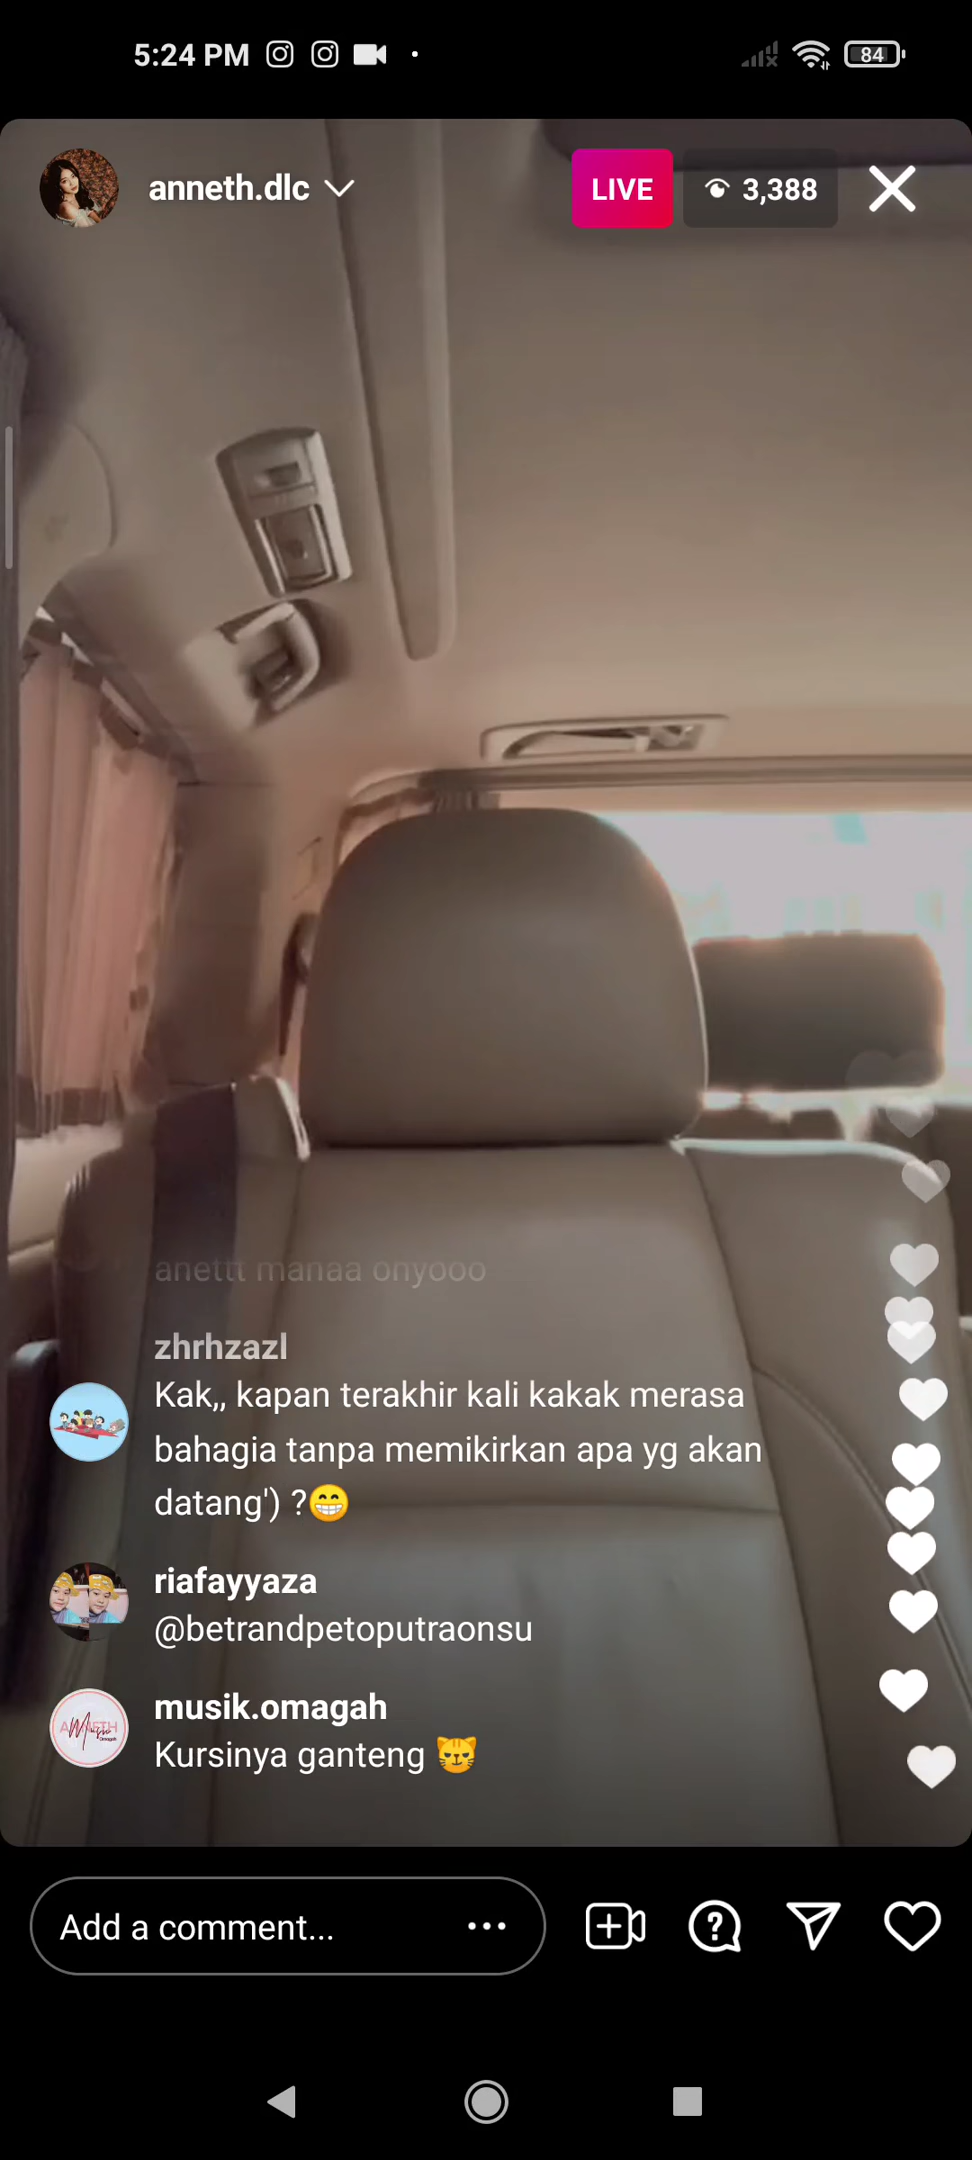 5:24 PM
84
anneth.dlc
LIVE
3,388
anettt manaa onyooo
zhrhzazl
Kak,, kapan terakhir kali kakak merasa
bahagia tanpa memikirkan apa yg akan
datang') ?😁
riafayyaza
@betrandpetoputraonsu
musik.omagah
Kursinya ganteng 😼
Add a comment...